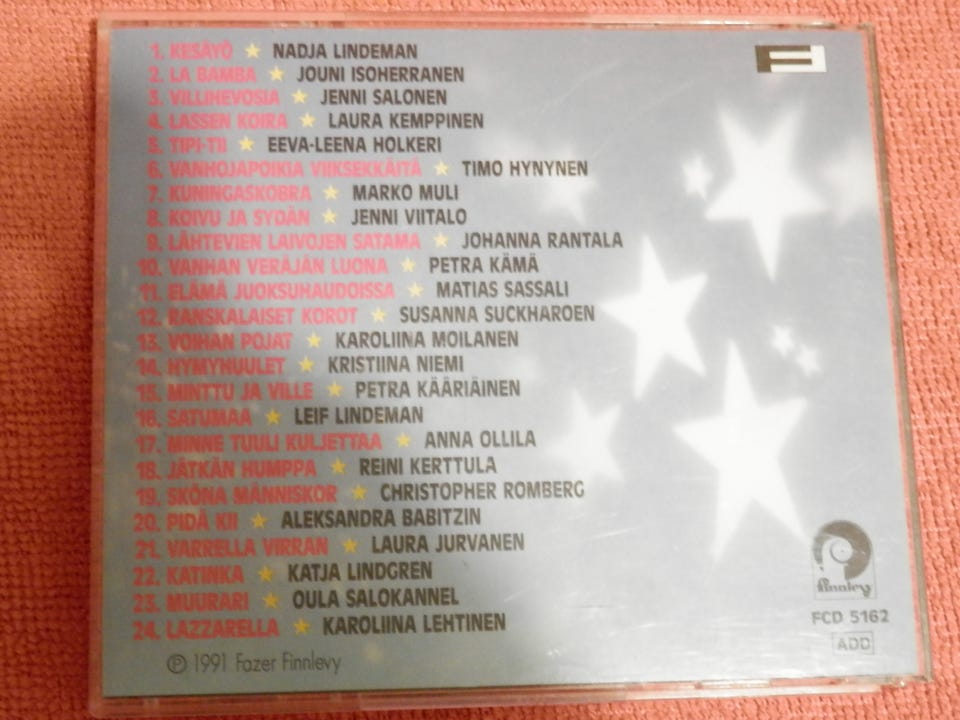 1. KESÄYÖ ★ NADJA LINDEMAN
2. LA BAMBA ★ JOUNI ISOHERRANEN
3. VILLIHEVOSIA ★ JENNI SALONEN
4. LASSEN KOIRA ★ LAURA KEMPPINEN
5. TIPI-TII ★ EEVA-LEENA HOLKERI
6. VANHOJAPOIKIA VIIKSEKKÄITÄ ★ TIMO HYNYNEN
7. KUNINGASKOBRA ★ MARKO MULI
8. KOIVU JA SYDÄN ★ JENNI VIITALO
9. LÄHTEVIEN LAIVOJEN SATAMA ★ JOHANNA RANTALA
10. VANHAN VERÄJÄN LUONA ★ PETRA KÄMÄ
11. ELÄMÄ JUOKSUHAUDOISSA ★ MATIAS SASSALI
12. RANSKALAISET KOROT ★ SUSANNA SUCKHAROEN
13. VOIHAN POJAT ★ KAROLIINA MOILANEN
14. HYMYHUULET ★ KRISTIINA NIEMI
15. MINTTU JA VILLE ★ PETRA KÄÄRIÄINEN
16. SATUMAA ★ LEIF LINDEMAN
17. MINNE TUULI KULJETTAA ★ ANNA OLLILA
18. JÄTKÄN HUMPPA ★ REINI KERTTULA
19. SKÖNA MÄNNISKOR ★ CHRISTOPHER ROMBERG
20. PIDÄ KII ★ ALEKSANDRA BABITZIN
21. VARRELLA VIRRAN ★ LAURA JURVANEN
22. KATINKA ★ KATJA LINDGREN
23. MUURARI ★ OULA SALOKANNEL
24. LAZZARELLA ★ KAROLIINA LEHTINEN
℗ 1991 Fazer Finnlevy
finnlevy
FCD 5162
ADD